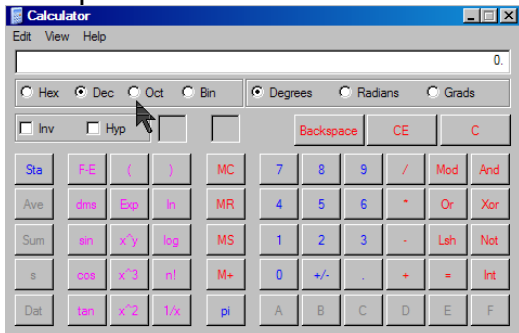 Calculator
Edit View Help
0.
Hex Dec Oct Bin Degrees Radians Grads
Inv Hyp Backspace CE C
Sta F-E ( ) MC 7 8 9 / Mod And
Ave dms Exp ln MR 4 5 6 * Or Xor
Sum sin x^y log MS 1 2 3 - Lsh Not
s cos x^3 n! M+ 0 +/- . + = Int
Dat tan x^2 1/x pi A B C D E F